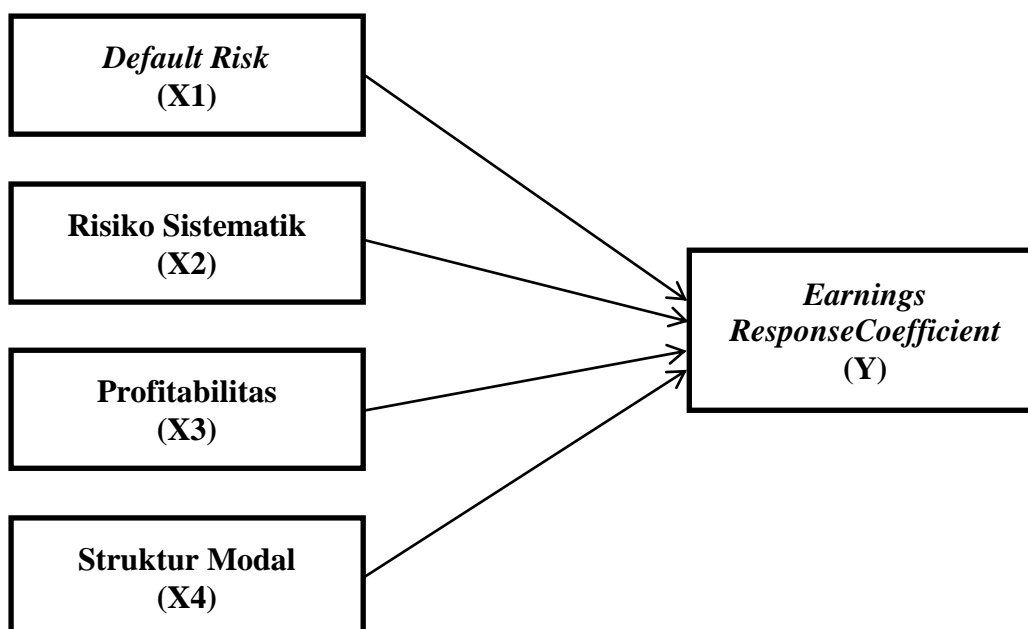 Default Risk
(X1)
Risiko Sistematik
(X2)
Earnings
ResponseCoefficient
(Y)
Profitabilitas
(X3)
Struktur Modal
(X4)